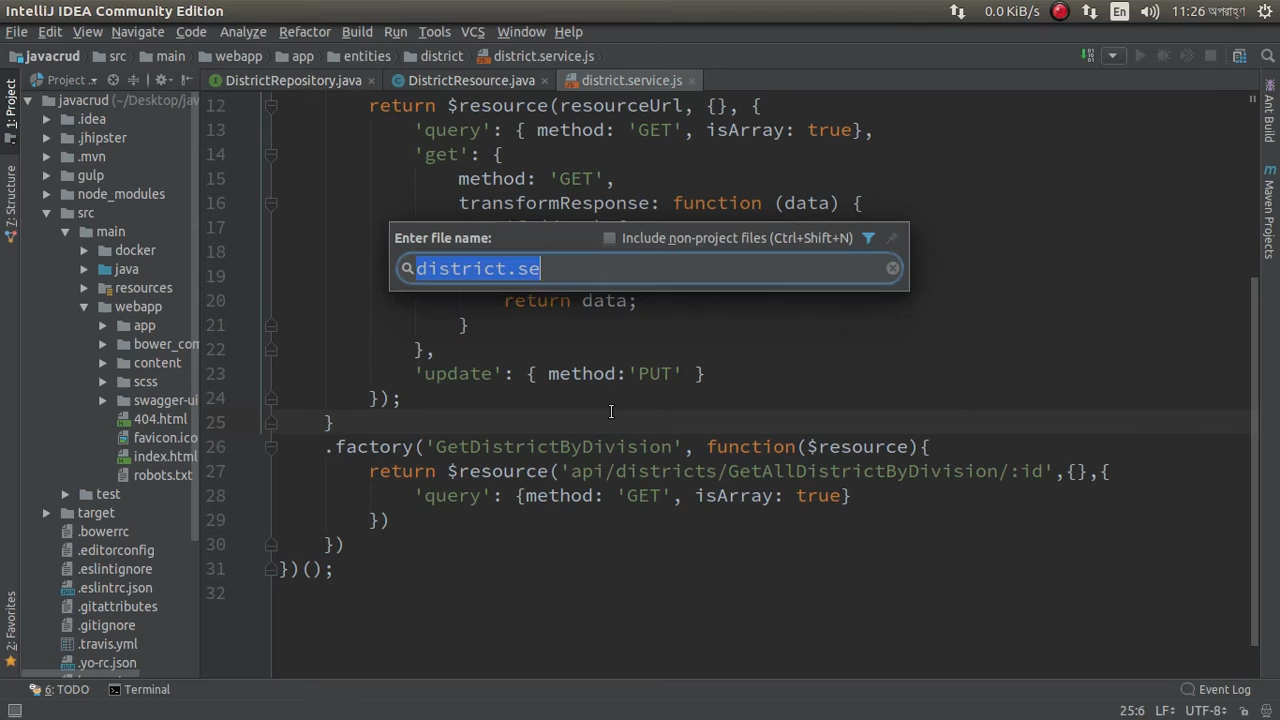 IntelliJ IDEA Community Edition
0.0 KiB/s
En
11:26 অপরাহ্ণ
File Edit View Navigate Code Analyze Refactor Build Run Tools VCS Window Help
javacrud src main webapp app entities district district.service.js
Project
DistrictRepository.java
DistrictResource.java
district.service.js
1: Project
7: Structure
2: Favorites
Ant Build
Maven Projects
javacrud (~/Desktop/jav
.idea
.jhipster
.mvn
gulp
node_modules
src
main
docker
java
resources
webapp
app
bower_com
content
scss
swagger-ui
404.html
favicon.ico
index.html
robots.txt
test
target
.bowerrc
.editorconfig
.eslintignore
.eslintrc.json
.gitattributes
.gitignore
.travis.yml
.yo-rc.json
12 return $resource(resourceUrl, {}, {
13 'query': { method: 'GET', isArray: true},
14 'get': {
15 method: 'GET',
16 transformResponse: function (data) {
17
Enter file name: Include non-project files (Ctrl+Shift+N)
18
district.se
20 return data;
21 }
22 },
23 'update': { method:'PUT' }
24 });
25 }
26 .factory('GetDistrictByDivision', function($resource){
27 return $resource('api/districts/GetAllDistrictByDivision/:id',{},{
28 'query': {method: 'GET', isArray: true}
29 })
30 })
31 })();
32
6: TODO Terminal Event Log
25:6 LF÷ UTF-8÷